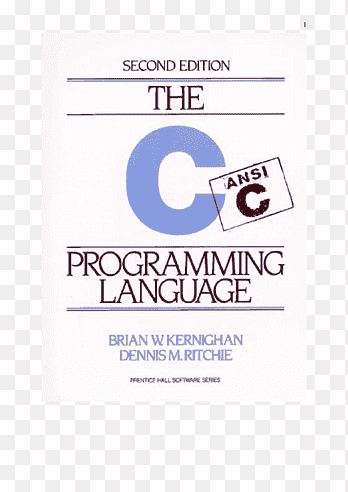 SECOND EDITION
THE
C
ANSI
C
PROGRAMMING
LANGUAGE
BRIAN W. KERNIGHAN
DENNIS M. RITCHIE
PRENTICE HALL SOFTWARE SERIES